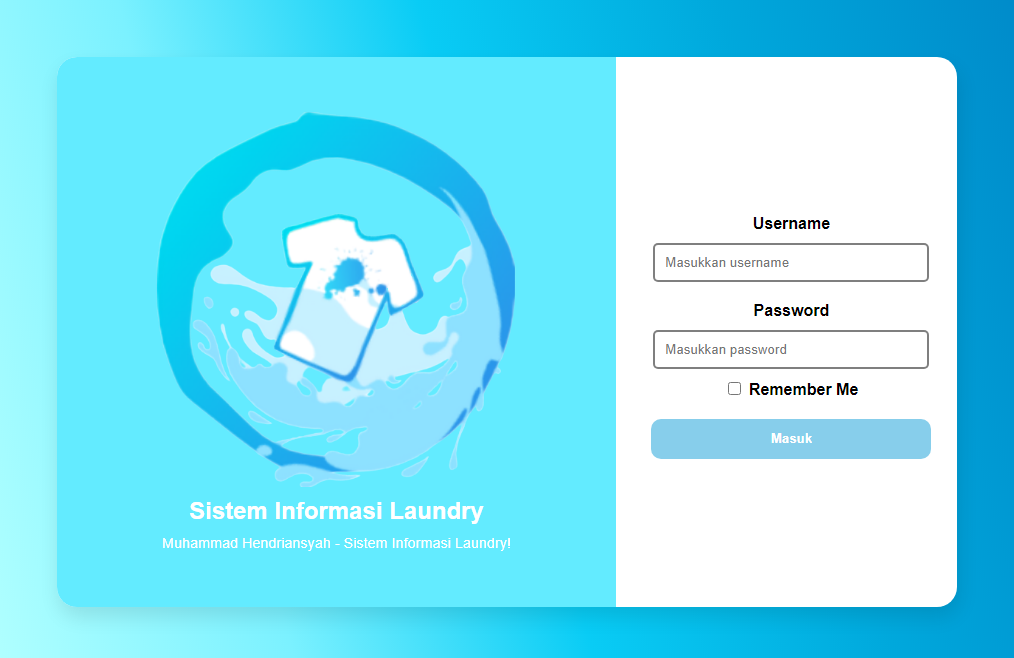 Sistem Informasi Laundry
Muhammad Hendriansyah - Sistem Informasi Laundry!
Username
Masukkan username
Password
Masukkan password
Remember Me
Masuk